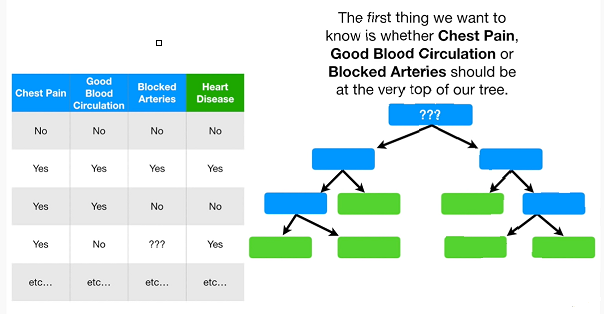 The first thing we want to
know is whether Chest Pain,
Good Blood Circulation or
Blocked Arteries should be
at the very top of our tree.
???
Chest Pain Good Blood Circulation Blocked Arteries Heart Disease
No No No No
Yes Yes Yes Yes
Yes Yes No No
Yes No ??? Yes
etc... etc... etc... etc...